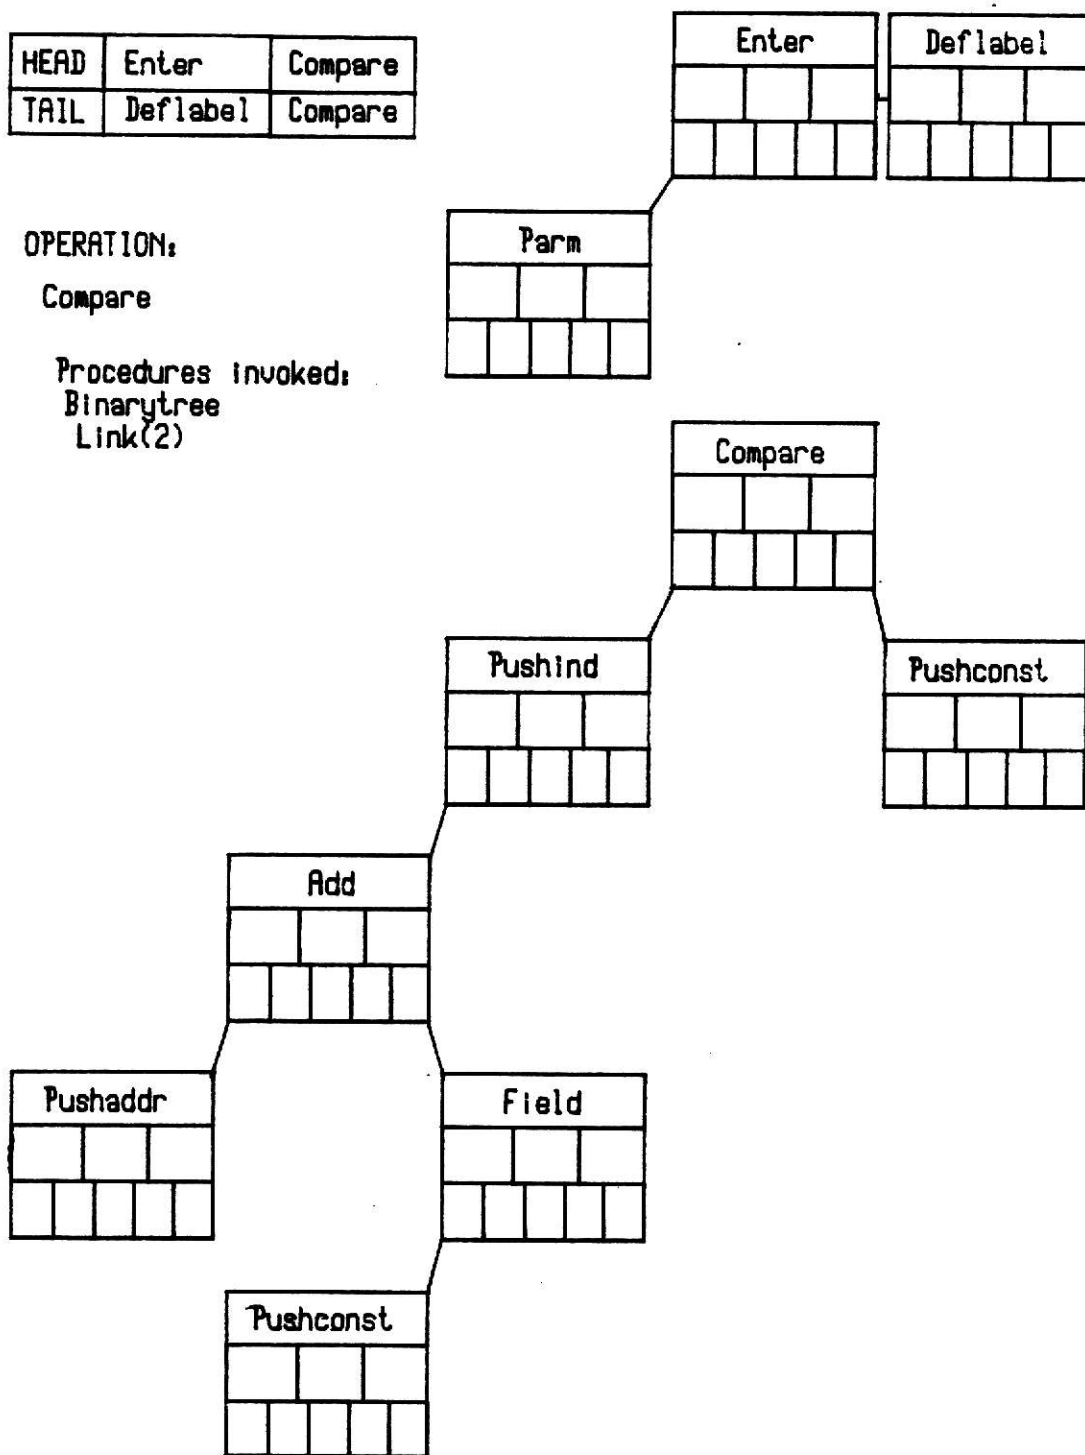 HEAD Enter Compare
TAIL Deflabel Compare
Enter Deflabel
OPERATION:
Compare
Parm
Procedures invoked:
Binarytree
Link(2)
Compare
Pushind Pushconst
Add
Pushaddr Field
Pushconst